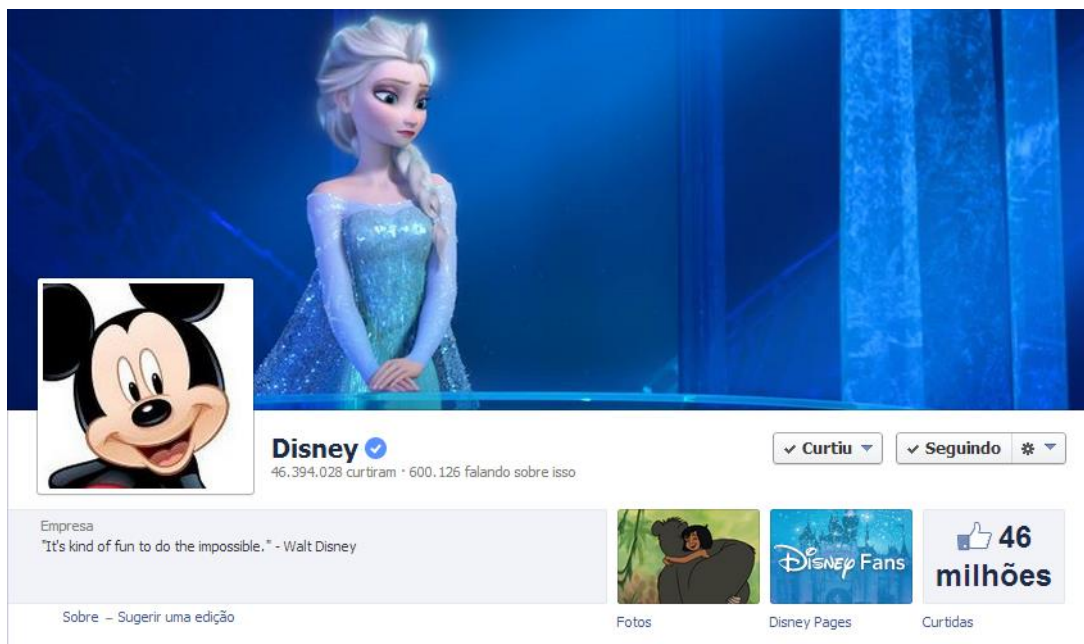 Disney
✓ Curtiu
✓ Seguindo
46.394.028 curtiram · 600.126 falando sobre isso
Empresa
"It's kind of fun to do the impossible." - Walt Disney
Disney Fans
46
milhões
Sobre – Sugerir uma edição
Fotos
Disney Pages
Curtidas